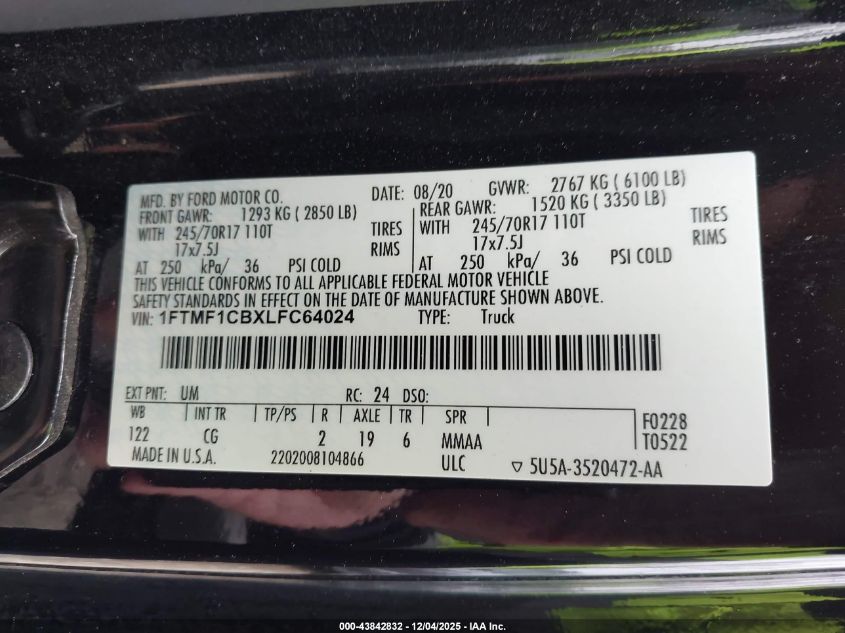 MFD. BY FORD MOTOR CO. DATE: 08/20 GVWR: 2767 KG ( 6100 LB)
FRONT GAWR: 1293 KG ( 2850 LB) REAR GAWR: 1520 KG ( 3350 LB)
WITH 245/70R17 110T TIRES WITH 245/70R17 110T TIRES
17x7.5J RIMS 17x7.5J RIMS
AT 250 kPa/ 36 PSI COLD AT 250 kPa/ 36 PSI COLD
THIS VEHICLE CONFORMS TO ALL APPLICABLE FEDERAL MOTOR VEHICLE
SAFETY STANDARDS IN EFFECT ON THE DATE OF MANUFACTURE SHOWN ABOVE.
VIN: 1FTMF1CBXLFC64024 TYPE: Truck
EXT PNT: UM RC: 24 DSO:
WB INT TR TP/PS R AXLE TR SPR F0228
122 CG 2 19 6 MMAA T0522
MADE IN U.S.A. 2202008104866 ULC 5U5A-3520472-AA
000-43842832 - 12/04/2025 - IAA Inc.